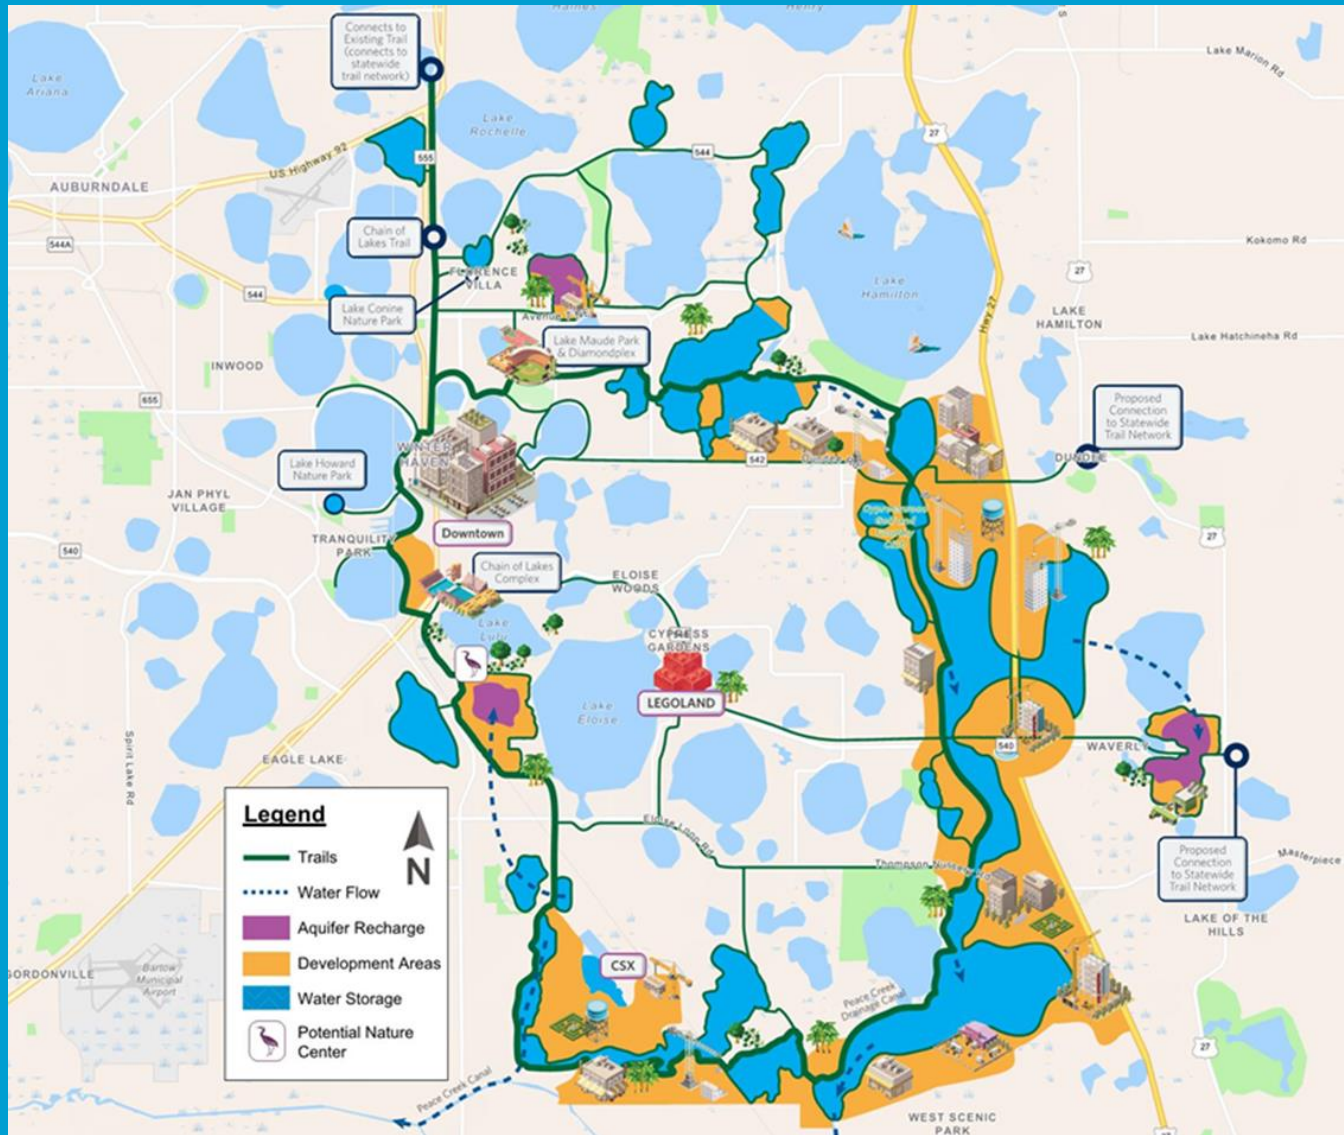 Haines
Henry
Connects to
Existing Trail
(connects to
statewide
trail network)
Lake Marion Rd
Lake
Ariana
Lake
Rochelle
27
544
555
US Highway 92
AUBURNDALE
Chain of
Lakes Trail
544A
Kokomo Rd
27
FLORENCE
VILLA
Lake
Hamilton
544
Lake Conine
Nature Park
Hwy 27
LAKE
HAMILTON
Lake Hatchineha Rd
Lake Maude Park
& Diamondplex
INWOOD
655
Proposed
Connection
to Statewide
Trail Network
WINTER
HAVEN
542
DUNDEE
Lake Howard
Nature Park
JAN PHYL
VILLAGE
Downtown
TRANQUILITY
PARK
540
27
Chain of Lakes
Complex
ELOISE
WOODS
Lake
Lulu
CYPRESS
GARDENS
LEGOLAND
Lake
Eloise
540
WAVERLY
EAGLE LAKE
Spirit Lake Rd
Eloise Loop Rd
Thompson Nursery Rd
Masterpiece
Proposed
Connection
to Statewide
Trail Network
LAKE OF THE
HILLS
Legend
N
Trails
Water Flow
Aquifer Recharge
Development Areas
Water Storage
Potential Nature
Center
GORDONVILLE
Bartow
Municipal
Airport
CSX
Peace Creek
Drainage Canal
27
Peace Creek Canal
WEST SCENIC
PARK